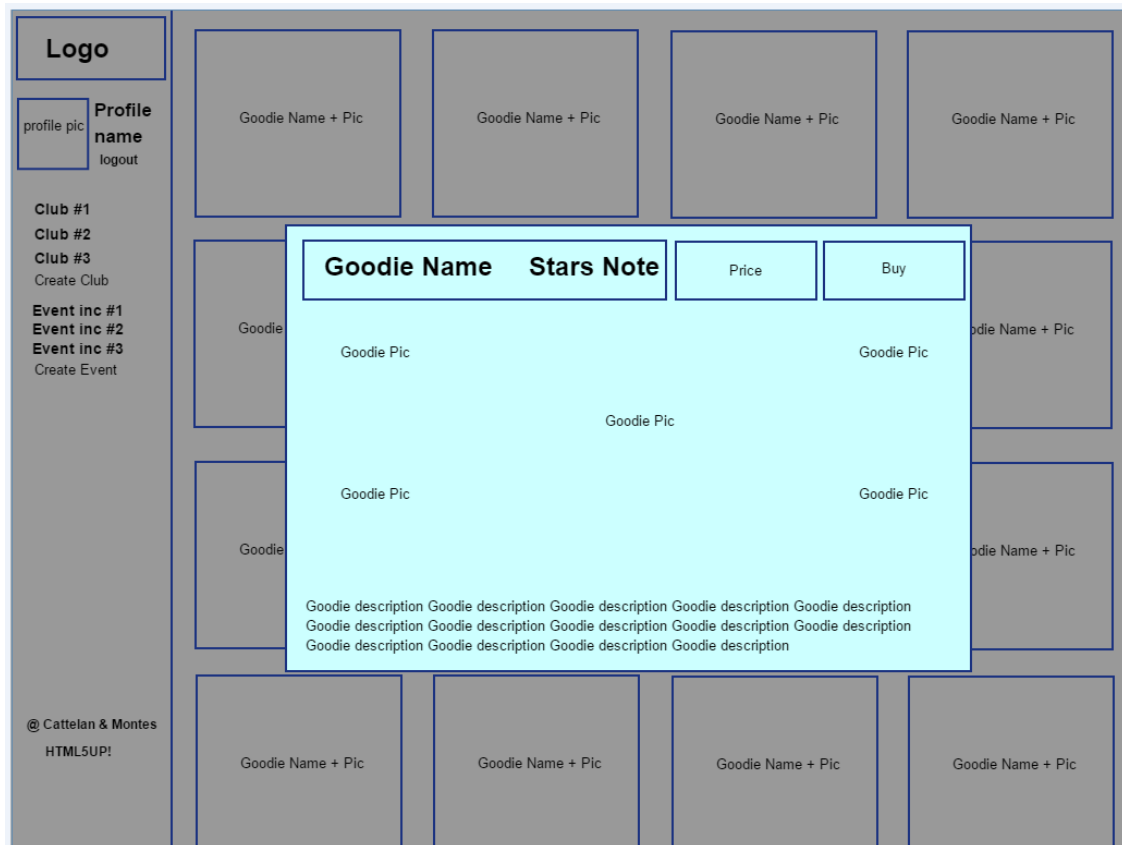 Logo
profile pic
Profile
name
logout
Club #1
Club #2
Club #3
Create Club
Event inc #1
Event inc #2
Event inc #3
Create Event
@ Cattelan & Montes
HTML5UP!
Goodie Name + Pic
Goodie Name + Pic
Goodie Name + Pic
Goodie Name + Pic
Goodie
Name + Pic
Goodie
Name + Pic
Goodie Name Stars Note
Price
Buy
Goodie Pic
Goodie Pic
Goodie Pic
Goodie Pic
Goodie Pic
Goodie description Goodie description Goodie description Goodie description Goodie description
Goodie description Goodie description Goodie description Goodie description Goodie description
Goodie description Goodie description Goodie description Goodie description
Goodie Name + Pic
Goodie Name + Pic
Goodie Name + Pic
Goodie Name + Pic